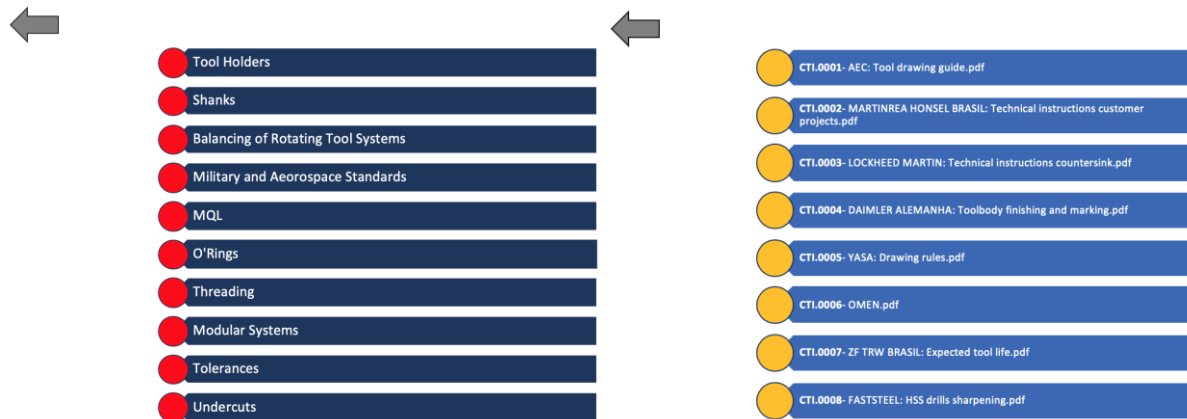 Tool Holders
Shanks
Balancing of Rotating Tool Systems
Military and Aeorospace Standards
MQL
O'Rings
Threading
Modular Systems
Tolerances
Undercuts
CTI.0001- AEC: Tool drawing guide.pdf
CTI.0002- MARTINREA HONSEL BRASIL: Technical instructions customer
projects.pdf
CTI.0003- LOCKHEED MARTIN: Technical instructions countersink.pdf
CTI.0004- DAIMLER ALEMANHA: Toolbody finishing and marking.pdf
CTI.0005- YASA: Drawing rules.pdf
CTI.0006- OMEN.pdf
CTI.0007- ZF TRW BRASIL: Expected tool life.pdf
CTI.0008- FASTSTEEL: HSS drills sharpening.pdf